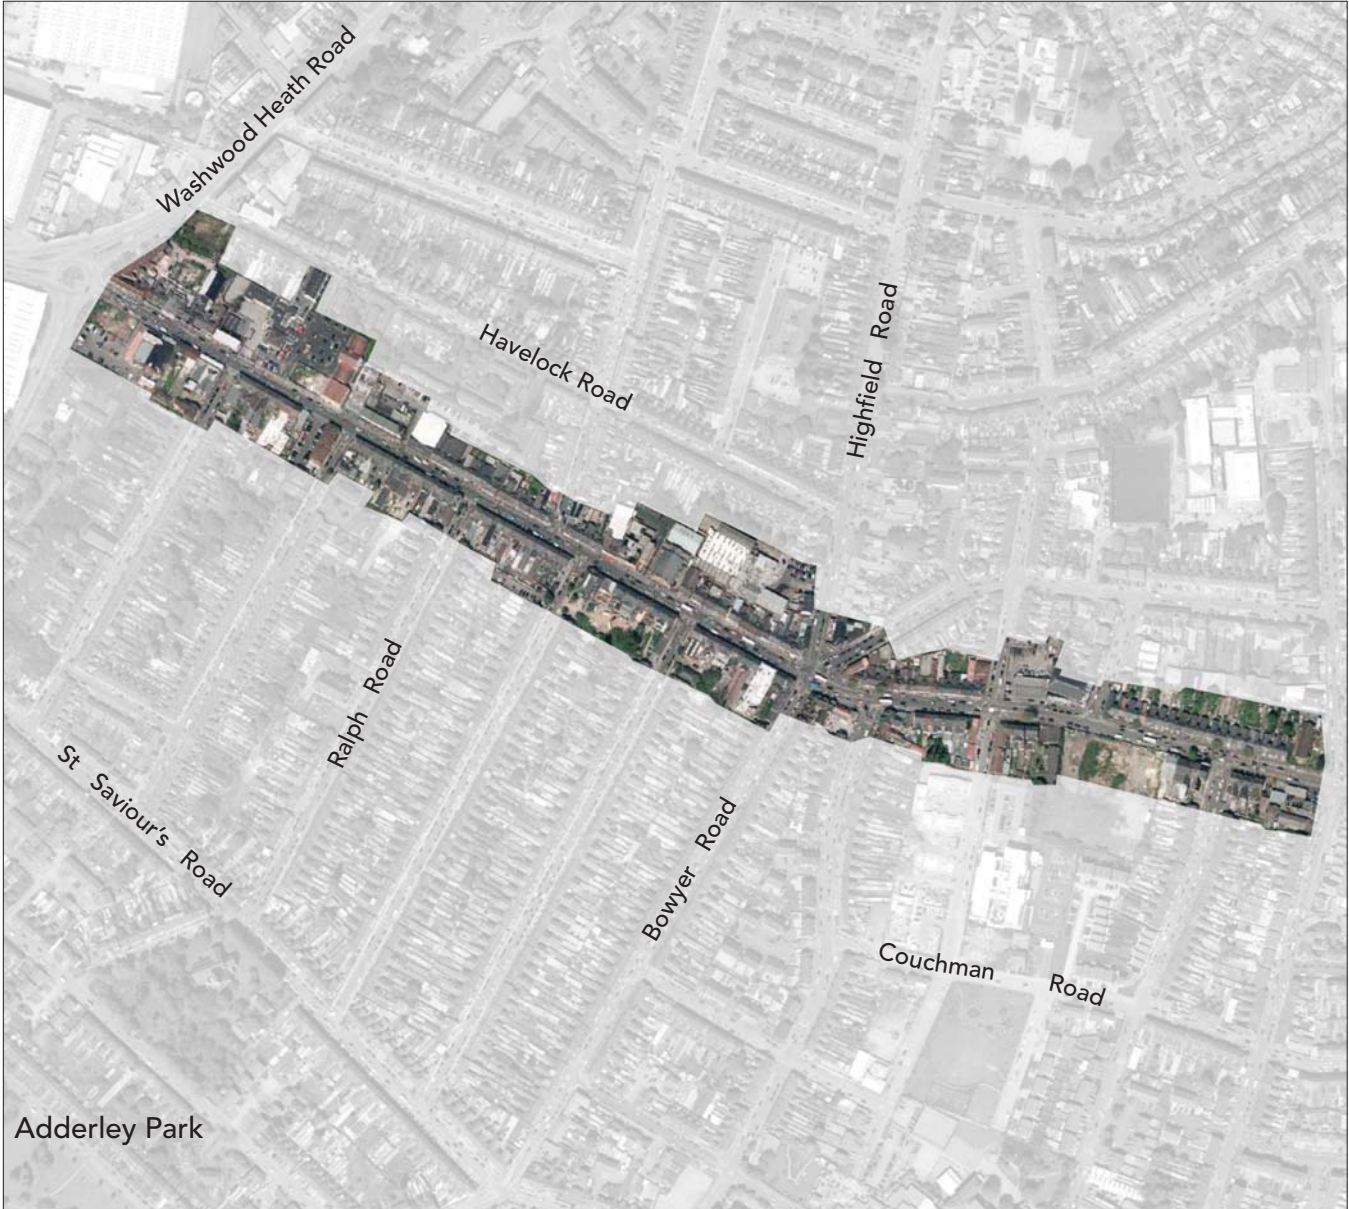 Washwood Heath Road
Havelock Road
Highfield Road
Ralph Road
St Saviour's Road
Bowyer Road
Couchman Road
Adderley Park